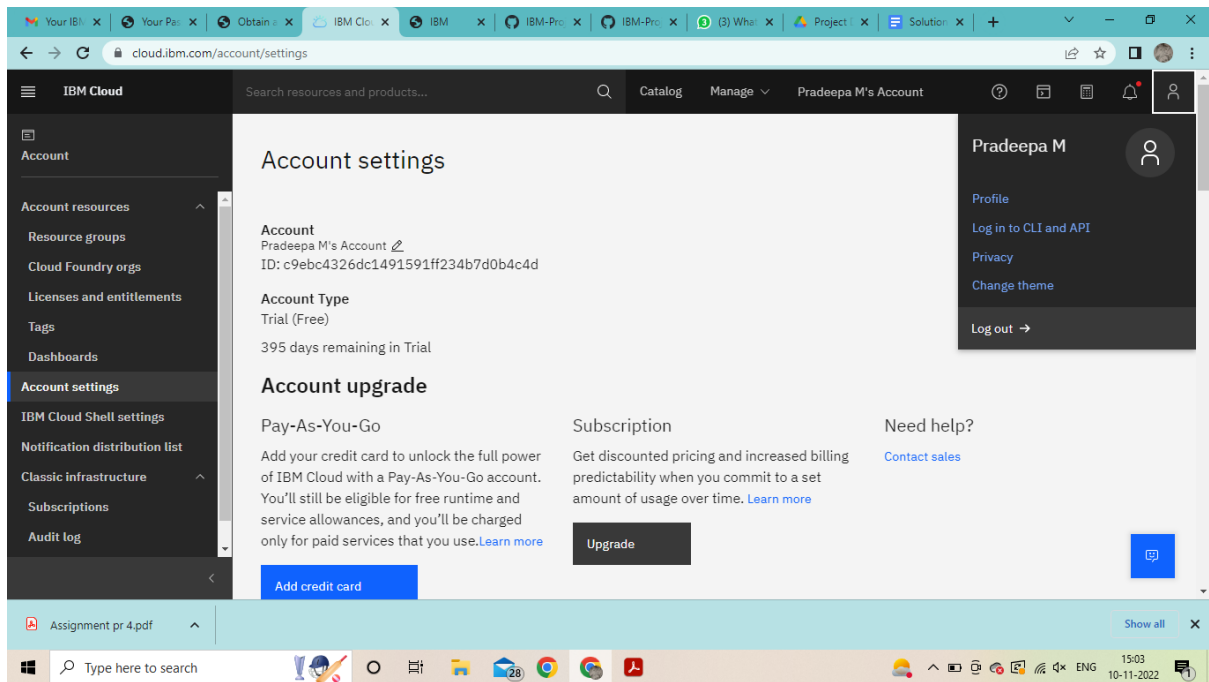 Your IBM
Your Pas
Obtain a
IBM Clou
IBM
IBM-Pro
IBM-Pro
(3) What
Project
Solution
cloud.ibm.com/account/settings
IBM Cloud
Search resources and products...
Catalog
Manage
Pradeepa M's Account
Account
Account resources
Resource groups
Cloud Foundry orgs
Licenses and entitlements
Tags
Dashboards
Account settings
IBM Cloud Shell settings
Notification distribution list
Classic infrastructure
Subscriptions
Audit log
Account settings
Account
Pradeepa M's Account
ID: c9ebc4326dc1491591ff234b7d0b4c4d
Account Type
Trial (Free)
395 days remaining in Trial
Account upgrade
Pay-As-You-Go
Add your credit card to unlock the full power
of IBM Cloud with a Pay-As-You-Go account.
You'll still be eligible for free runtime and
service allowances, and you'll be charged
only for paid services that you use.Learn more
Add credit card
Subscription
Get discounted pricing and increased billing
predictability when you commit to a set
amount of usage over time. Learn more
Upgrade
Need help?
Contact sales
Pradeepa M
Profile
Log in to CLI and API
Privacy
Change theme
Log out →
Assignment pr 4.pdf
Show all
Type here to search
28
ENG
15:03
10-11-2022
1